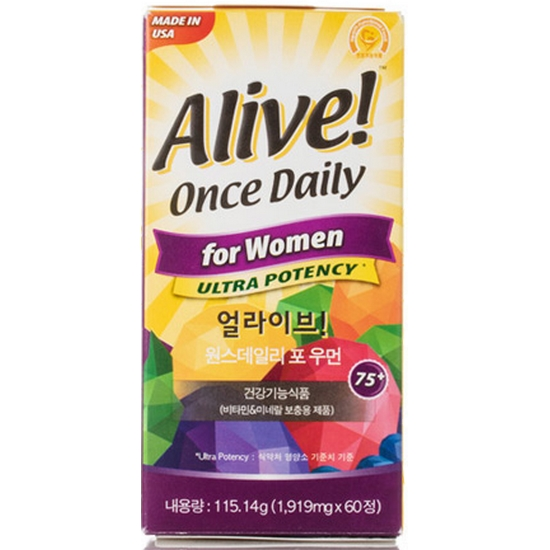 MADE IN
USA
Alive!™
Once Daily
for Women
ULTRA POTENCY*
얼라이브!
원스데일리 포 우먼
75+
건강기능식품
(비타민&미네랄 보충용 제품)
*Ultra Potency : 식약처 영양소 기준치 기준
내용량 : 115.14g (1,919mg x 60정)